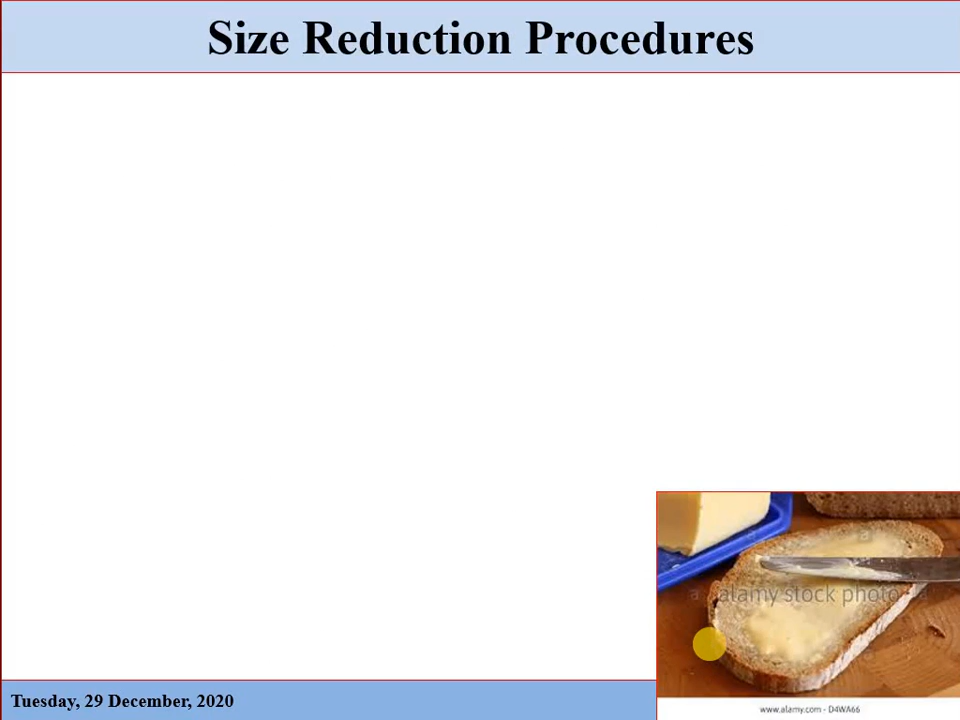 Size Reduction Procedures
a alamy stock photo
www.alamy.com - D4WA66
Tuesday, 29 December, 2020